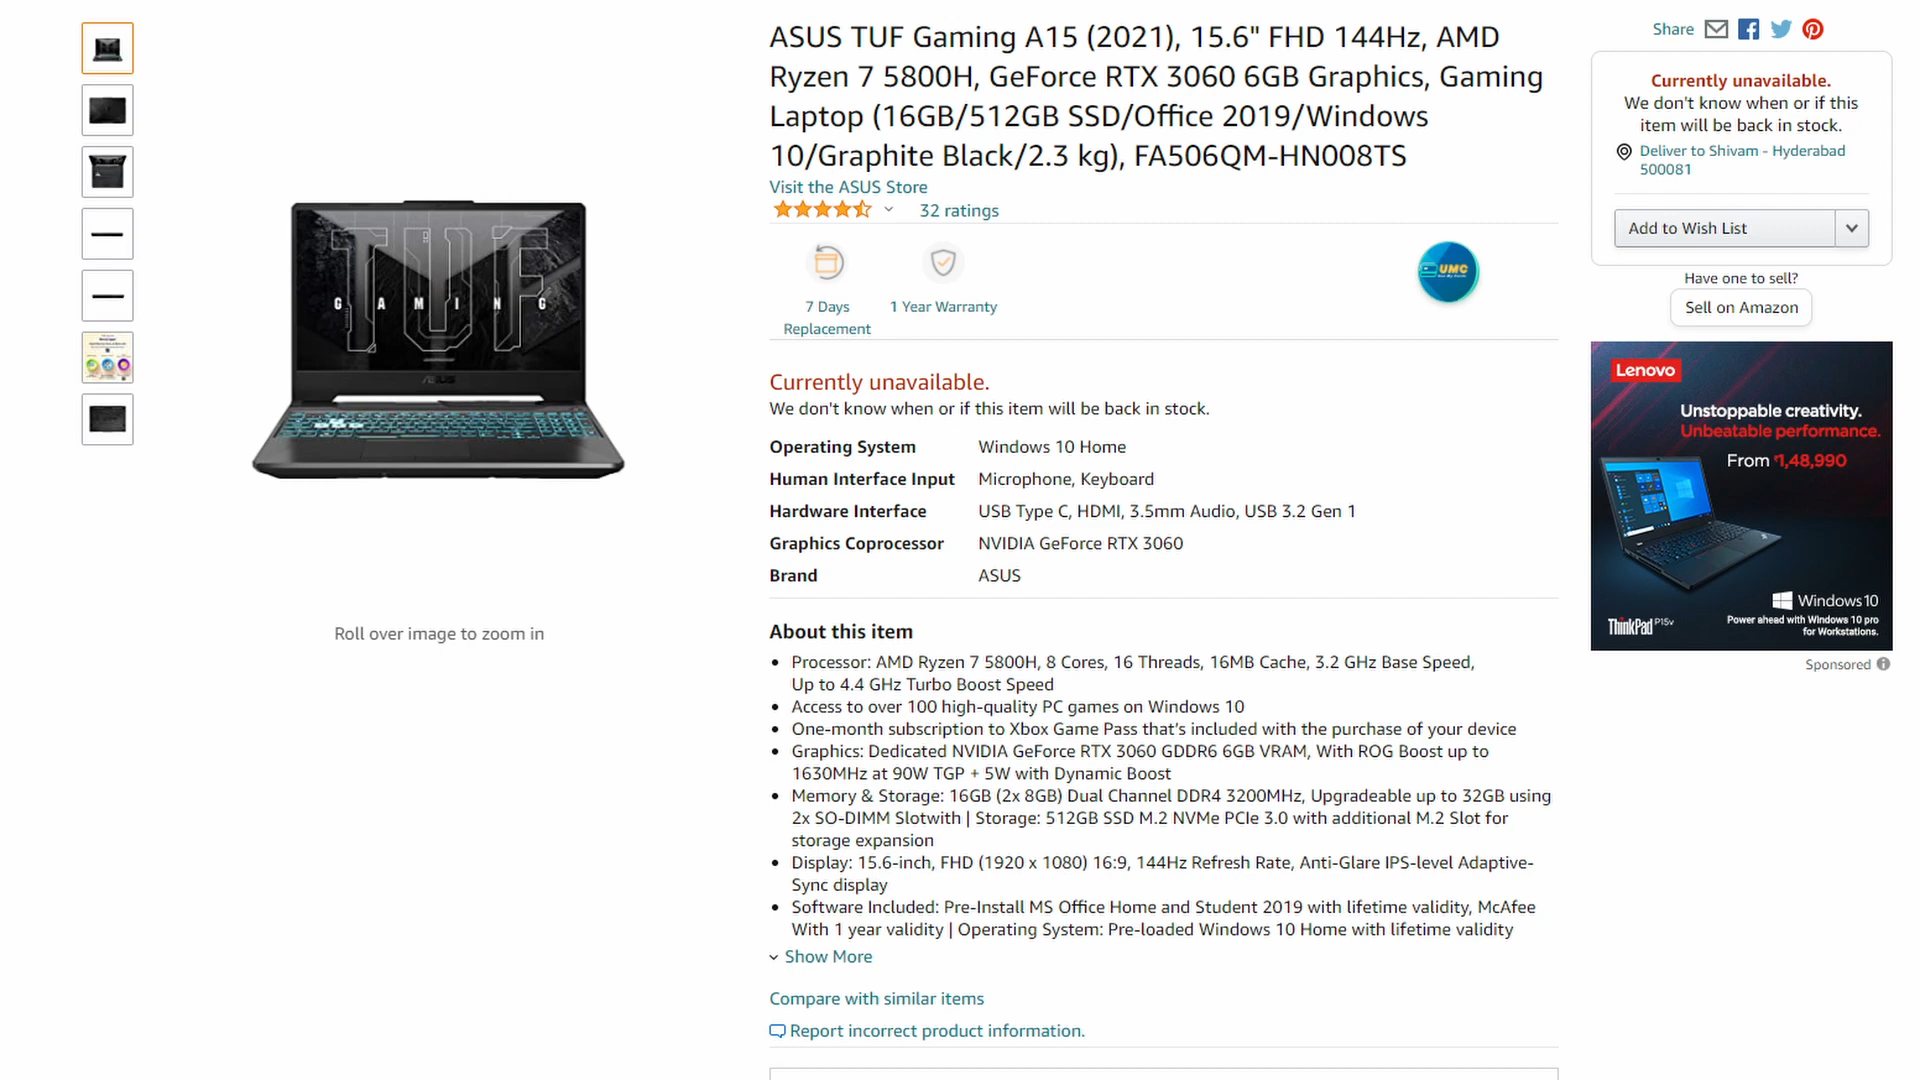 ASUS TUF Gaming A15 (2021), 15.6" FHD 144Hz, AMD
Ryzen 7 5800H, GeForce RTX 3060 6GB Graphics, Gaming
Laptop (16GB/512GB SSD/Office 2019/Windows
10/Graphite Black/2.3 kg), FA506QM-HN008TS
Visit the ASUS Store
32 ratings
7 Days
Replacement
1 Year Warranty
UMC
Currently unavailable.
We don't know when or if this item will be back in stock.
Operating System Windows 10 Home
Human Interface Input Microphone, Keyboard
Hardware Interface USB Type C, HDMI, 3.5mm Audio, USB 3.2 Gen 1
Graphics Coprocessor NVIDIA GeForce RTX 3060
Brand ASUS
About this item
Processor: AMD Ryzen 7 5800H, 8 Cores, 16 Threads, 16MB Cache, 3.2 GHz Base Speed,
Up to 4.4 GHz Turbo Boost Speed
Access to over 100 high-quality PC games on Windows 10
One-month subscription to Xbox Game Pass that's included with the purchase of your device
Graphics: Dedicated NVIDIA GeForce RTX 3060 GDDR6 6GB VRAM, With ROG Boost up to
1630MHz at 90W TGP + 5W with Dynamic Boost
Memory & Storage: 16GB (2x 8GB) Dual Channel DDR4 3200MHz, Upgradeable up to 32GB using
2x SO-DIMM Slotwith | Storage: 512GB SSD M.2 NVMe PCIe 3.0 with additional M.2 Slot for
storage expansion
Display: 15.6-inch, FHD (1920 x 1080) 16:9, 144Hz Refresh Rate, Anti-Glare IPS-level Adaptive-
Sync display
Software Included: Pre-Install MS Office Home and Student 2019 with lifetime validity, McAfee
With 1 year validity | Operating System: Pre-loaded Windows 10 Home with lifetime validity
Show More
Compare with similar items
Report incorrect product information.
TUF
GAMING
ASUS
Roll over image to zoom in
Share
Currently unavailable.
We don't know when or if this
item will be back in stock.
Deliver to Shivam - Hyderabad
500081
Add to Wish List
Have one to sell?
Sell on Amazon
Lenovo
Unstoppable creativity.
Unbeatable performance.
From ₹1,48,990
Windows 10
ThinkPad P15v
Power ahead with Windows 10 pro
for Workstations.
Sponsored